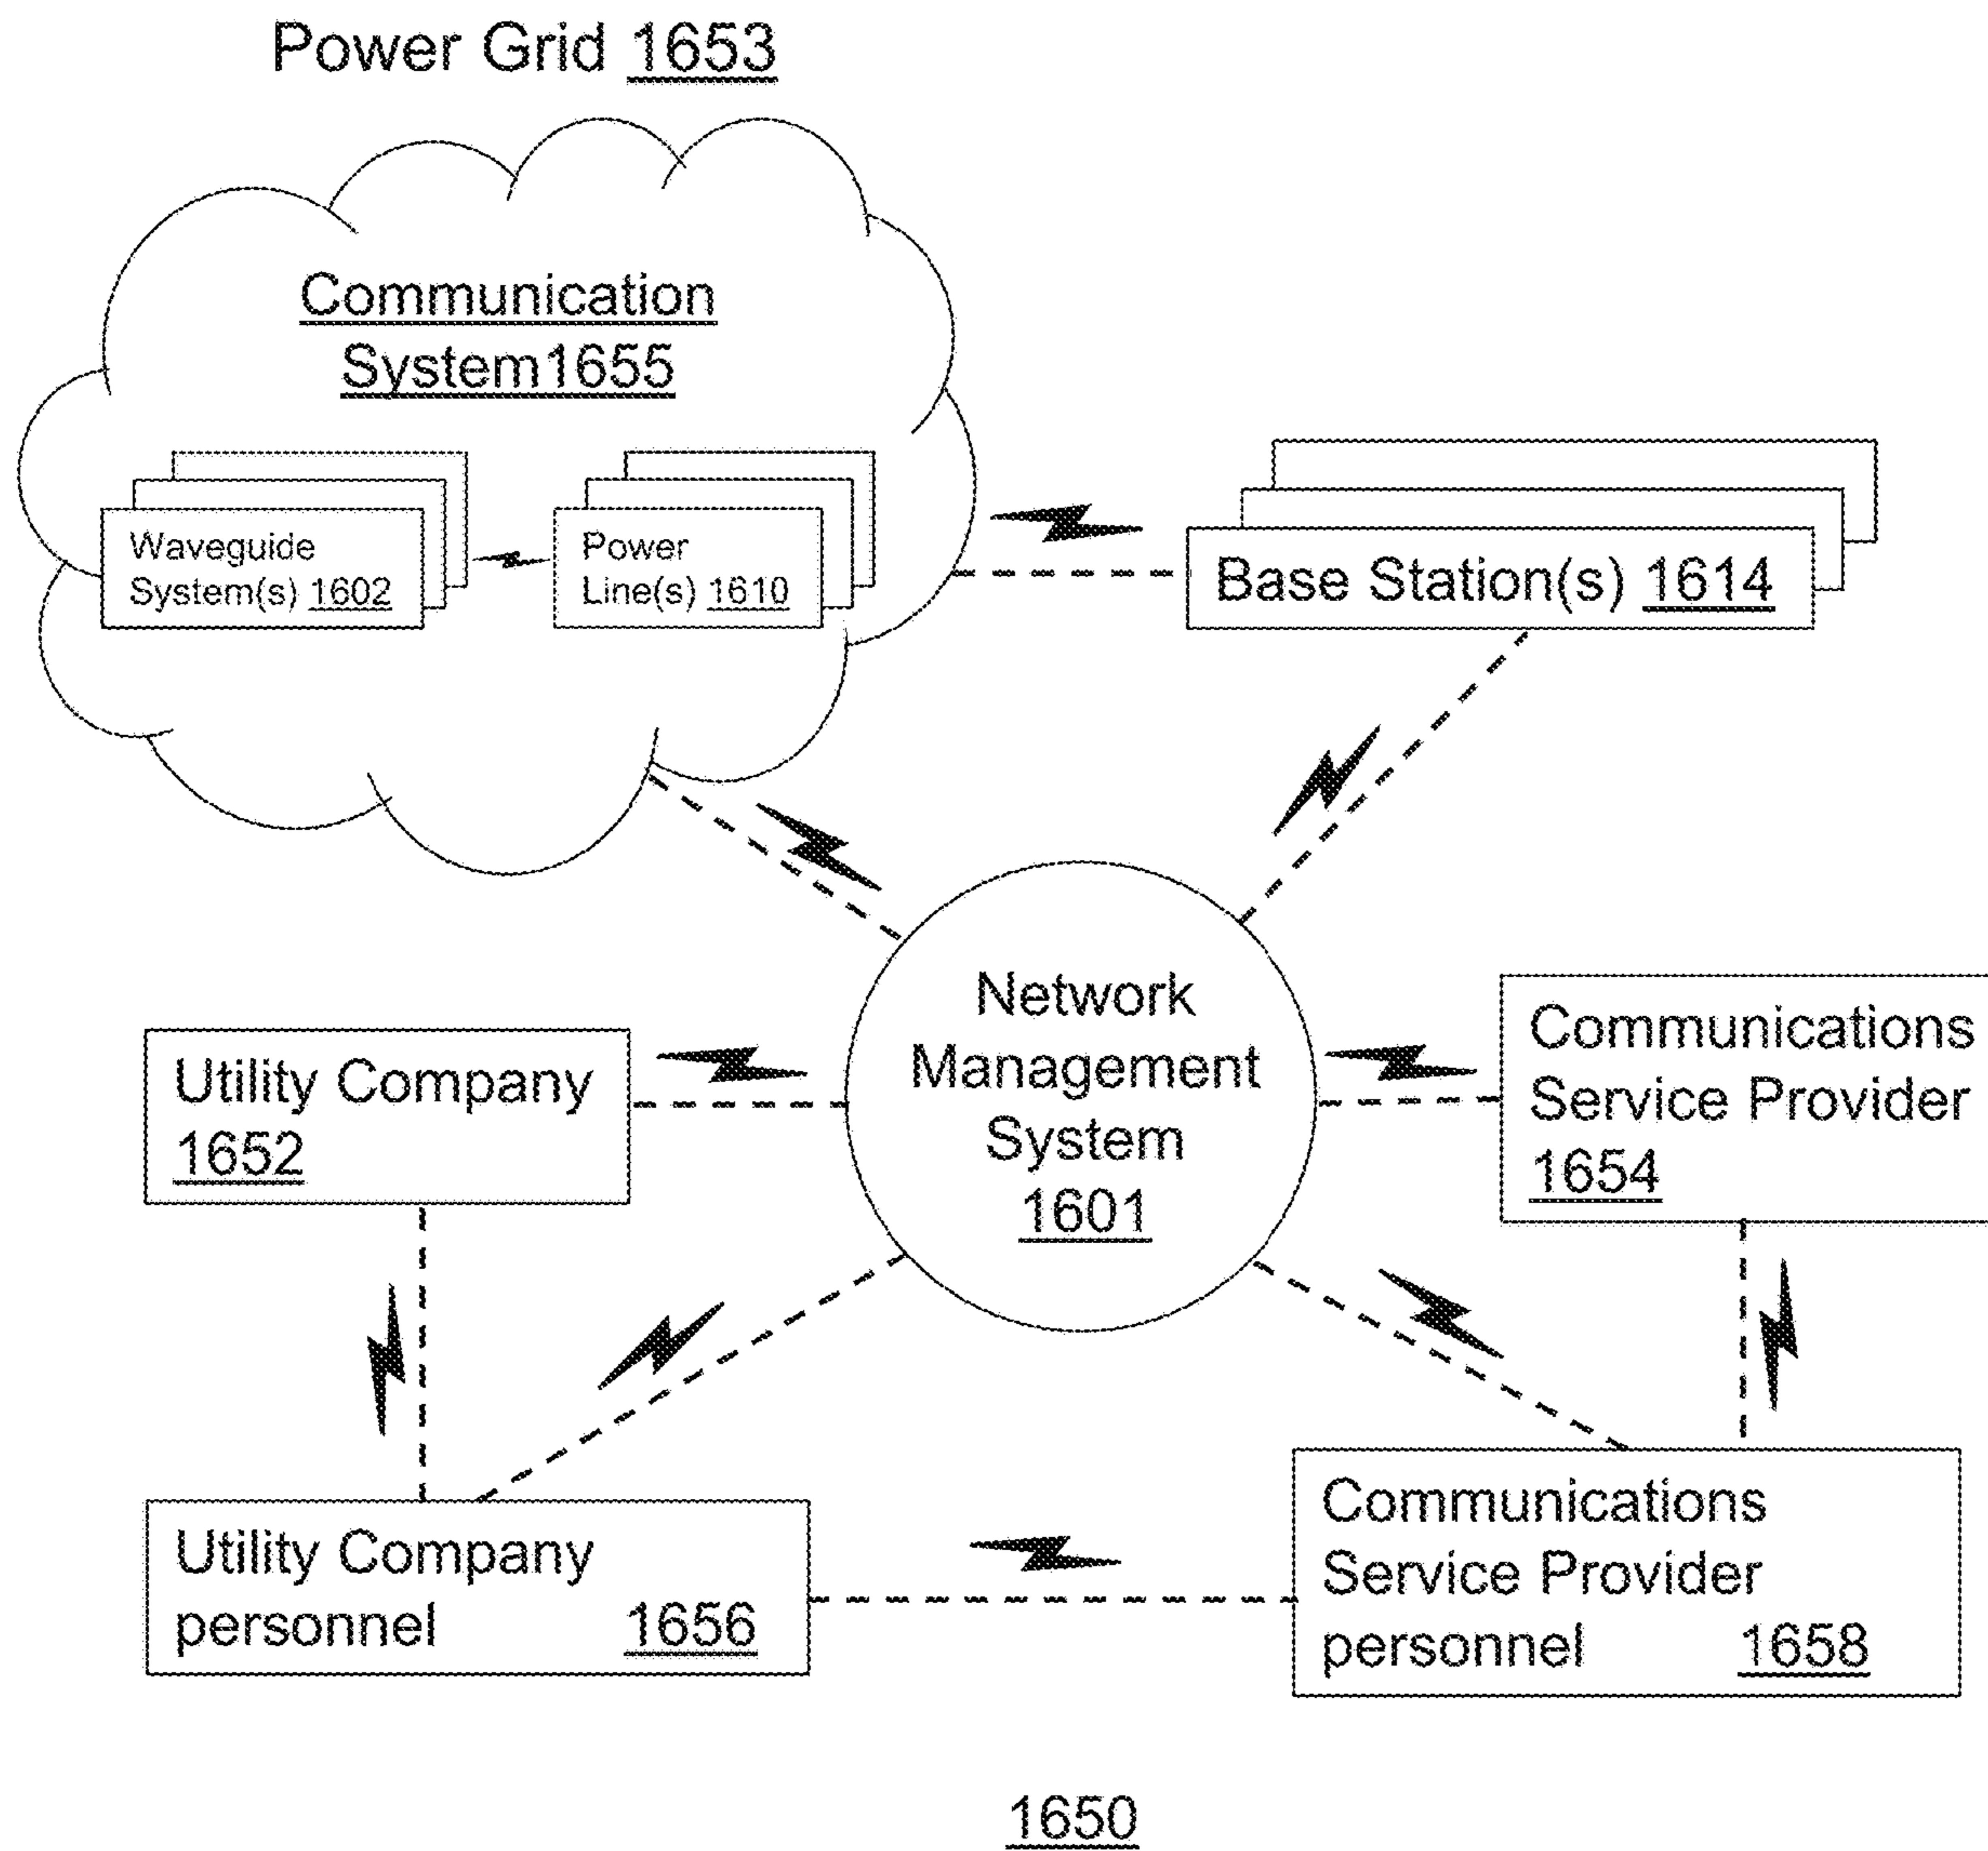 Power Grid 1653
Communication
System1655
Waveguide
System(s) 1602
Power
Line(s) 1610
Base Station(s) 1614
Network
Management
System
1601
Utility Company
1652
Communications
Service Provider
1654
Utility Company
personnel 1656
Communications
Service Provider
personnel 1658
1650